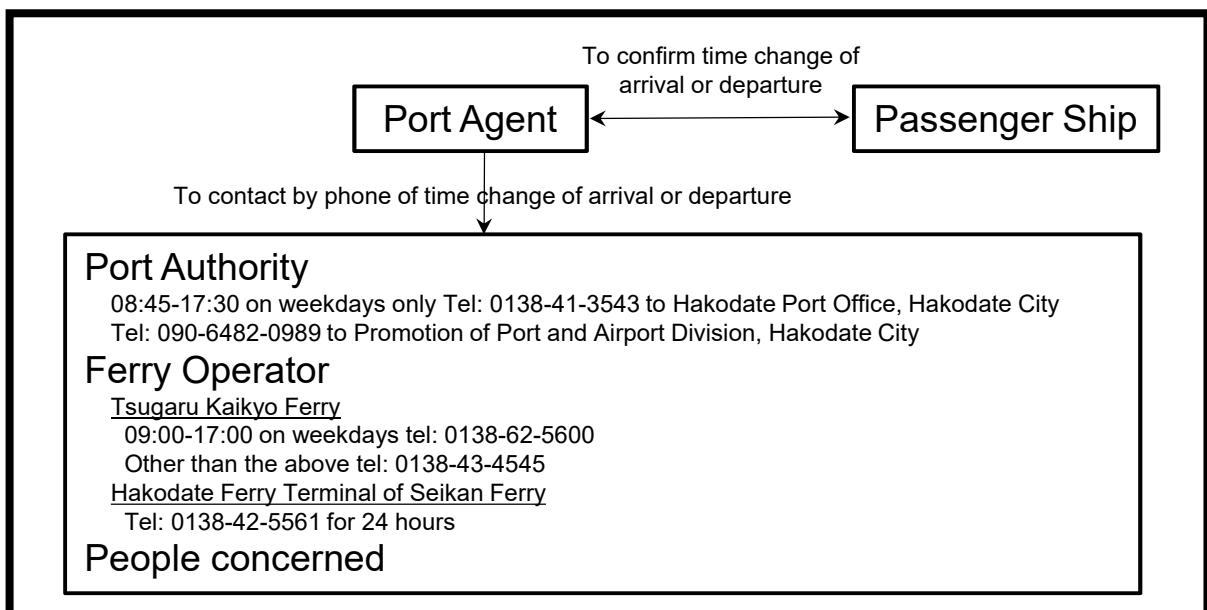 To confirm time change of
arrival or departure
Port Agent
Passenger Ship
To contact by phone of time change of arrival or departure
Port Authority
08:45-17:30 on weekdays only Tel: 0138-41-3543 to Hakodate Port Office, Hakodate City
Tel: 090-6482-0989 to Promotion of Port and Airport Division, Hakodate City
Ferry Operator
Tsugaru Kaikyo Ferry
09:00-17:00 on weekdays tel: 0138-62-5600
Other than the above tel: 0138-43-4545
Hakodate Ferry Terminal of Seikan Ferry
Tel: 0138-42-5561 for 24 hours
People concerned